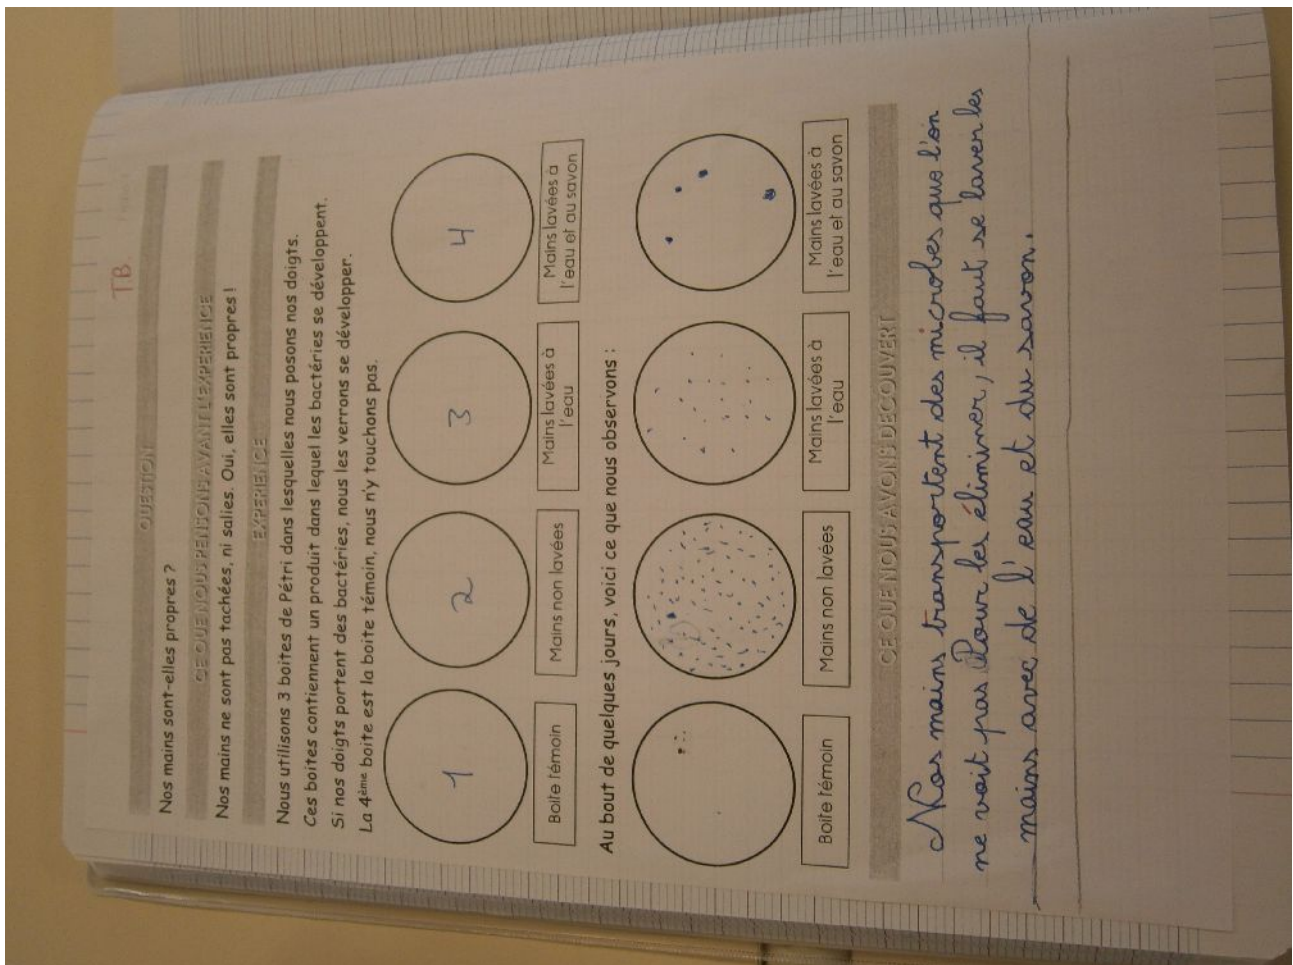 T.B.
QUESTION
Nos mains sont-elles propres ?
CE QUE NOUS PENSONS AVANT L'EXPERIENCE
Nos mains ne sont pas tachées, ni salies. Oui, elles sont propres !
EXPERIENCE
Nous utilisons 3 boites de Pétri dans lesquelles nous posons nos doigts.
Ces boites contiennent un produit dans lequel les bactéries se développent.
Si nos doigts portent des bactéries, nous les verrons se développer.
La 4ème boite est la boite témoin, nous n'y touchons pas.
1 2 3 4
Boite témoin
Mains non lavées
Mains lavées à
l'eau
Mains lavées à
l'eau et au savon
Au bout de quelques jours, voici ce que nous observons :
Boite témoin
Mains non lavées
Mains lavées à
l'eau
Mains lavées à
l'eau et au savon
CE QUE NOUS AVONS DECOUVERT
Nos mains transportent des microbes que l'on
ne voit pas Pour les éliminer, il faut se laver les
mains avec de l'eau et du savon.